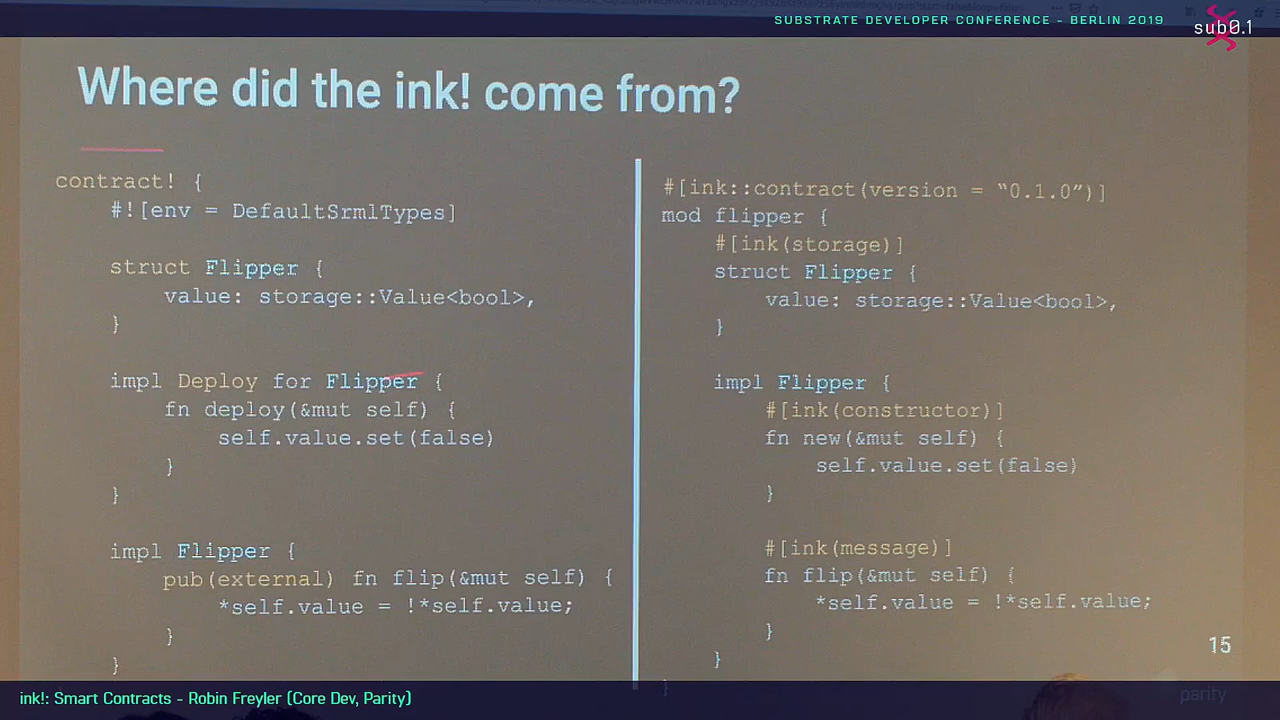 SUBSTRATE DEVELOPER CONFERENCE - BERLIN 2019
sub0.1
Where did the ink! come from?
contract! {
#![env = DefaultSrmlTypes]
struct Flipper {
value: storage::Value<bool>,
}
impl Deploy for Flipper {
fn deploy(&mut self) {
self.value.set(false)
}
}
impl Flipper {
pub(external) fn flip(&mut self) {
*self.value = !*self.value;
}
}
#[ink::contract(version = “0.1.0”)]
mod flipper {
#[ink(storage)]
struct Flipper {
value: storage::Value<bool>,
}
impl Flipper {
#[ink(constructor)]
fn new(&mut self) {
self.value.set(false)
}
#[ink(message)]
fn flip(&mut self) {
*self.value = !*self.value;
}
}
}
15
parity
ink!: Smart Contracts - Robin Freyler (Core Dev, Parity)